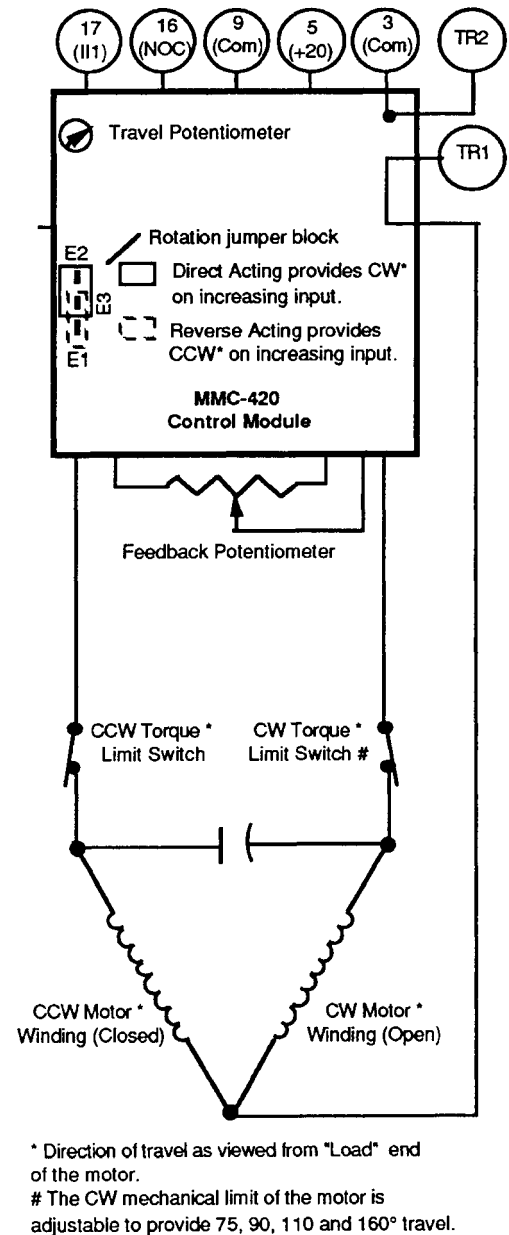 17
(II1)
16
(NOC)
9
(Com)
5
(+20)
3
(Com)
TR2
TR1
Travel Potentiometer
Rotation jumper block
E2
E3
E1
Direct Acting provides CW*
on increasing input.
Reverse Acting provides
CCW* on increasing input.
MMC-420
Control Module
Feedback Potentiometer
CCW Torque *
Limit Switch
CW Torque *
Limit Switch #
CCW Motor *
Winding (Closed)
CW Motor *
Winding (Open)
* Direction of travel as viewed from "Load" end
of the motor.
# The CW mechanical limit of the motor is
adjustable to provide 75, 90, 110 and 160° travel.